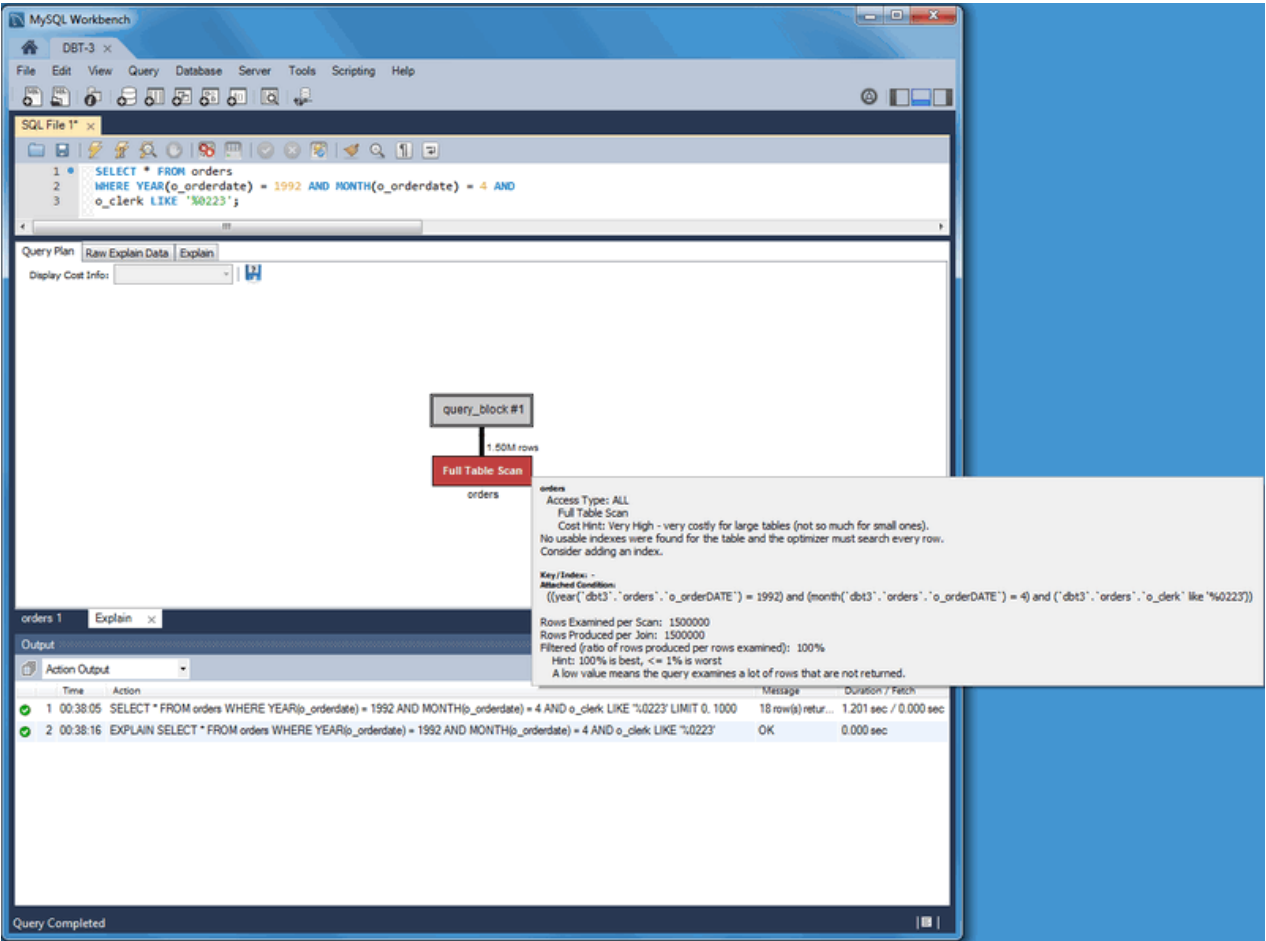 MySQL Workbench
DBT-3
File Edit View Query Database Server Tools Scripting Help
SQL File 1*
1 SELECT * FROM orders
2 WHERE YEAR(o_orderdate) = 1992 AND MONTH(o_orderdate) = 4 AND
3 o_clerk LIKE '%0223';
Query Plan Raw Explain Data Explain
Display Cost Info:
query_block #1
1.50M rows
Full Table Scan
orders
orders
Access Type: ALL
Full Table Scan
Cost Hint: Very High - very costly for large tables (not so much for small ones).
No usable indexes were found for the table and the optimizer must search every row.
Consider adding an index.
Key/Index: -
Attached Condition:
((year(`dbt3`.`orders`.`o_orderDATE`) = 1992) and (month(`dbt3`.`orders`.`o_orderDATE`) = 4) and (`dbt3`.`orders`.`o_clerk` like '%0223'))
Rows Examined per Scan: 1500000
Rows Produced per Join: 1500000
Filtered (ratio of rows produced per rows examined): 100%
Hint: 100% is best, <= 1% is worst
A low value means the query examines a lot of rows that are not returned.
orders 1 Explain
Output
Action Output
Time Action Message Duration / Fetch
1 00:38:05 SELECT * FROM orders WHERE YEAR(o_orderdate) = 1992 AND MONTH(o_orderdate) = 4 AND o_clerk LIKE '%0223' LIMIT 0, 1000 18 row(s) retur... 1.201 sec / 0.000 sec
2 00:38:16 EXPLAIN SELECT * FROM orders WHERE YEAR(o_orderdate) = 1992 AND MONTH(o_orderdate) = 4 AND o_clerk LIKE '%0223' OK 0.000 sec
Query Completed